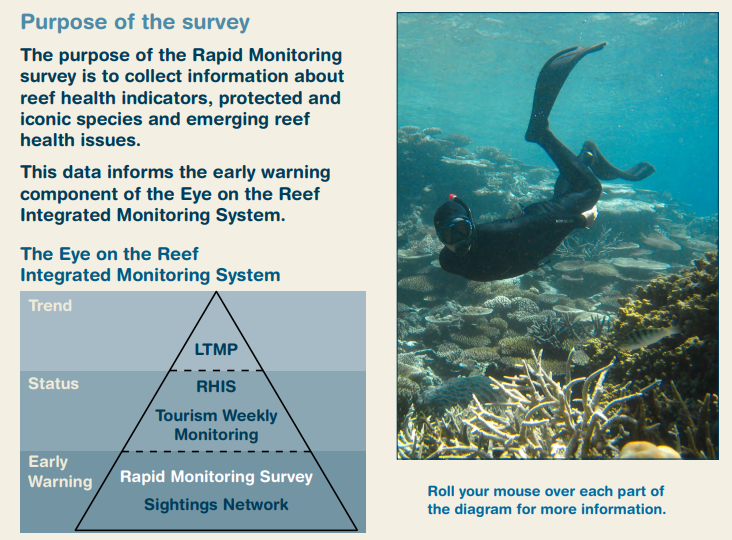 Purpose of the survey
The purpose of the Rapid Monitoring
survey is to collect information about
reef health indicators, protected and
iconic species and emerging reef
health issues.
This data informs the early warning
component of the Eye on the Reef
Integrated Monitoring System.
The Eye on the Reef
Integrated Monitoring System
Trend
LTMP
Status
RHIS
Tourism Weekly
Monitoring
Early
Warning
Rapid Monitoring Survey
Sightings Network
Roll your mouse over each part of
the diagram for more information.